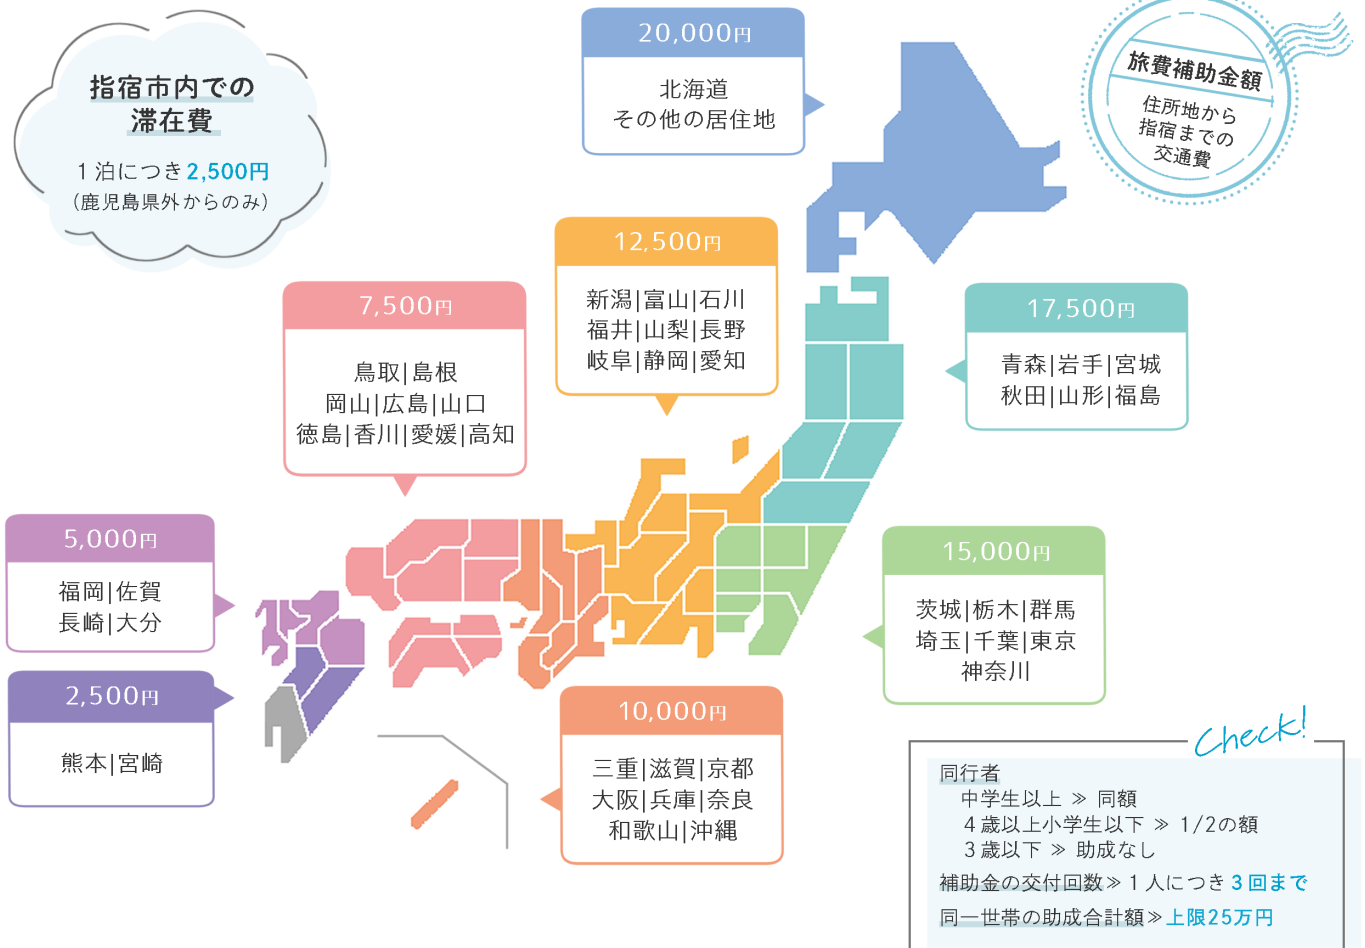 指宿市内での
滞在費
1泊につき2,500円
(鹿児島県外からのみ)
20,000円
北海道
その他の居住地
旅費補助金額
住所地から
指宿までの
交通費
12,500円
新潟|富山|石川
福井|山梨|長野
岐阜|静岡|愛知
7,500円
鳥取|島根
岡山|広島|山口
徳島|香川|愛媛|高知
17,500円
青森|岩手|宮城
秋田|山形|福島
5,000円
福岡|佐賀
長崎|大分
15,000円
茨城|栃木|群馬
埼玉|千葉|東京
神奈川
2,500円
熊本|宮崎
10,000円
三重|滋賀|京都
大阪|兵庫|奈良
和歌山|沖縄
Check!
同行者
中学生以上 ≫ 同額
4歳以上小学生以下 ≫ 1/2の額
3歳以下 ≫ 助成なし
補助金の交付回数≫1人につき3回まで
同一世帯の助成合計額≫上限25万円